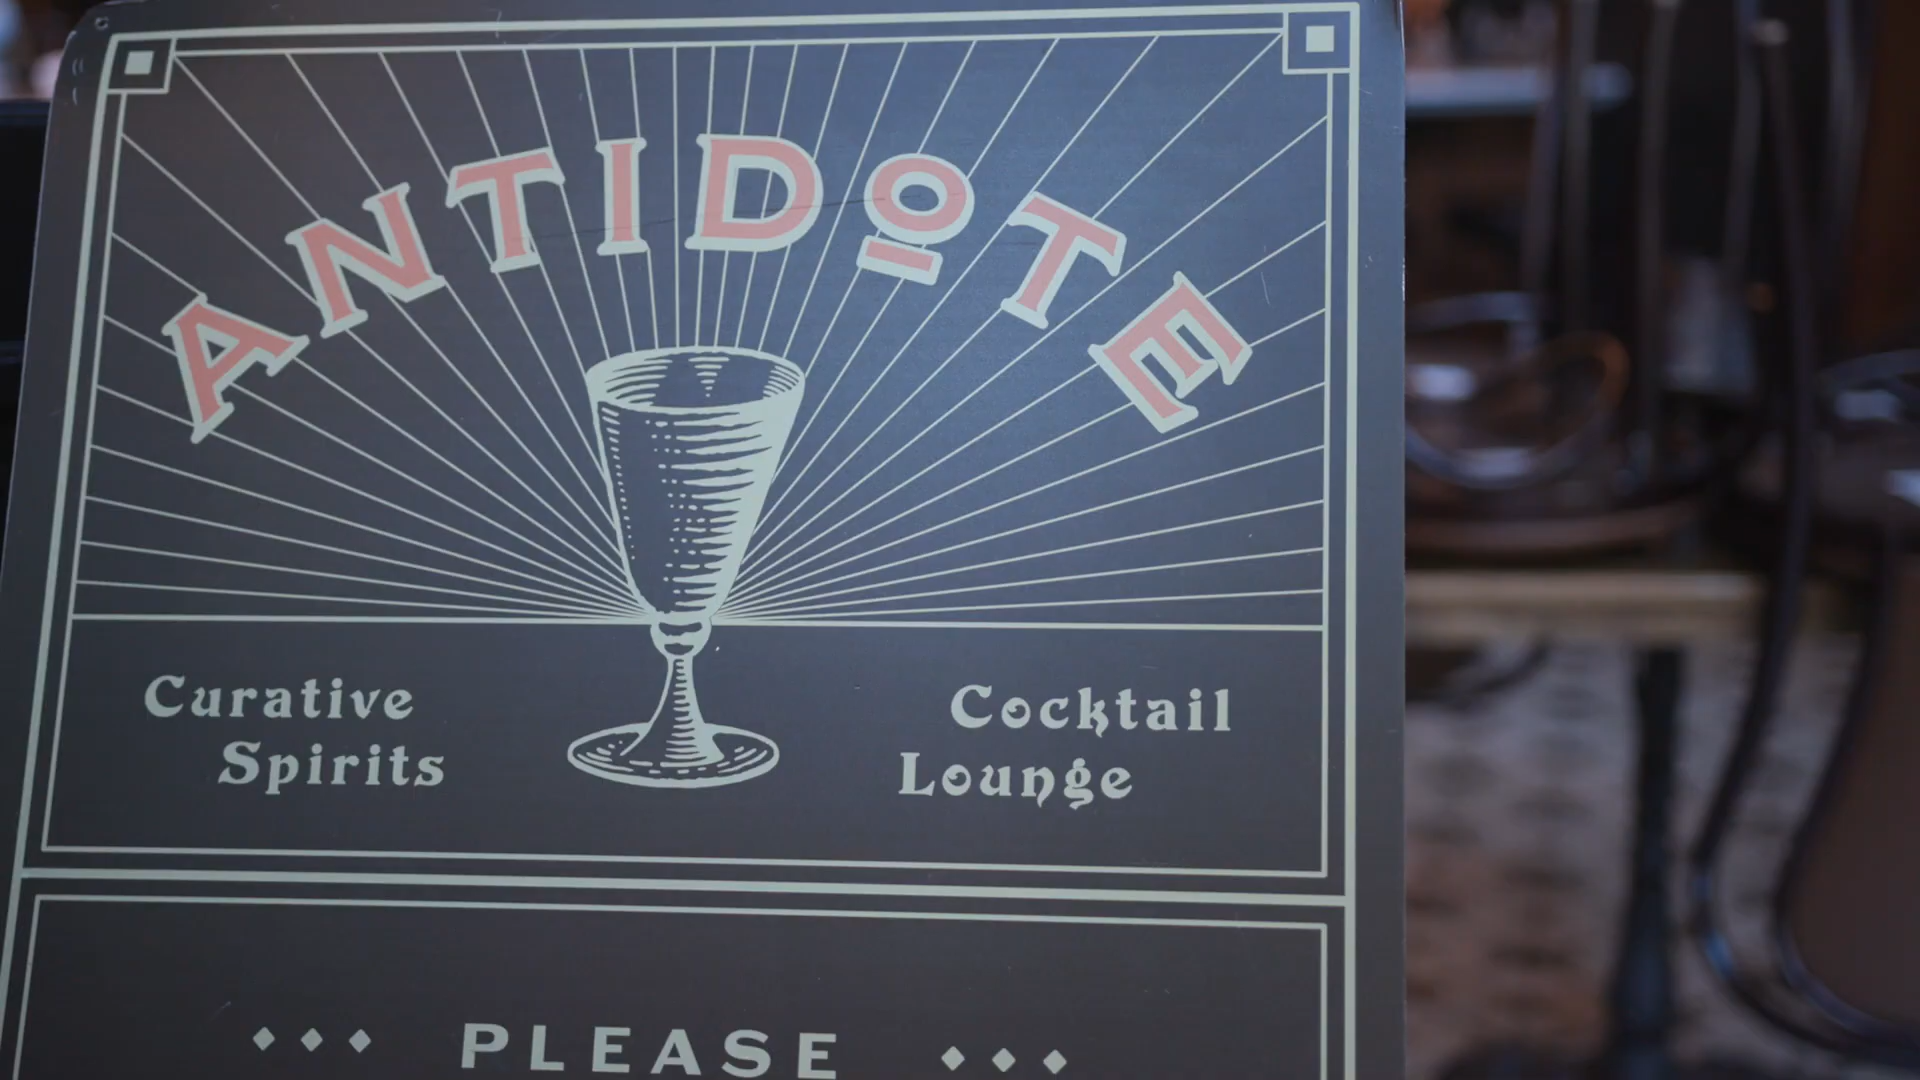 ANTIDOTE
Curative
Spirits
Cocktail
Lounge
PLEASE